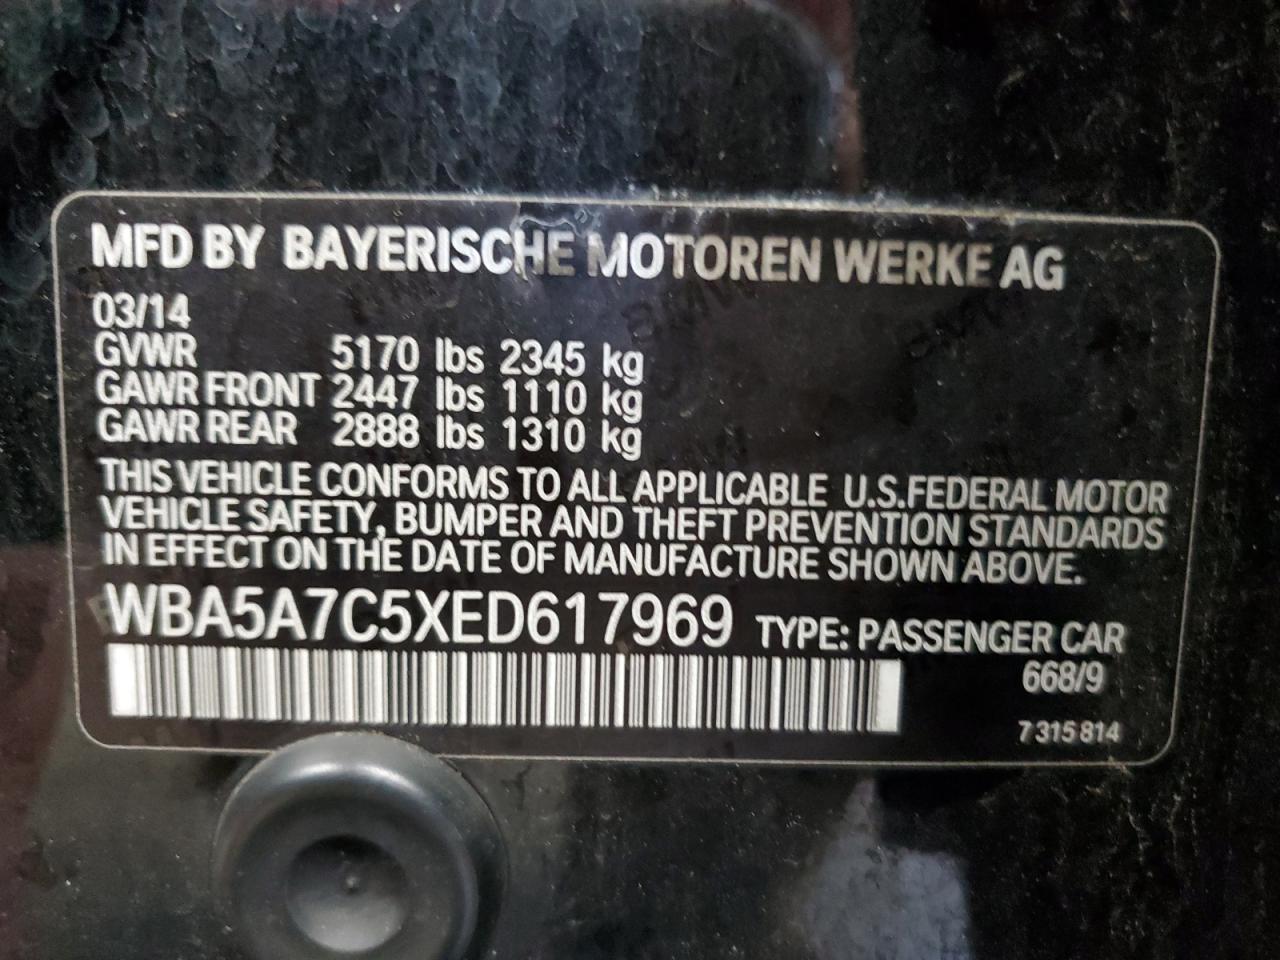 MFD BY BAYERISCHE MOTOREN WERKE AG
03/14
GVWR 5170 lbs 2345 kg
GAWR FRONT 2447 lbs 1110 kg
GAWR REAR 2888 lbs 1310 kg
THIS VEHICLE CONFORMS TO ALL APPLICABLE U.S.FEDERAL MOTOR
VEHICLE SAFETY, BUMPER AND THEFT PREVENTION STANDARDS
IN EFFECT ON THE DATE OF MANUFACTURE SHOWN ABOVE.
WBA5A7C5XED617969 TYPE: PASSENGER CAR
668/9
7 315 814